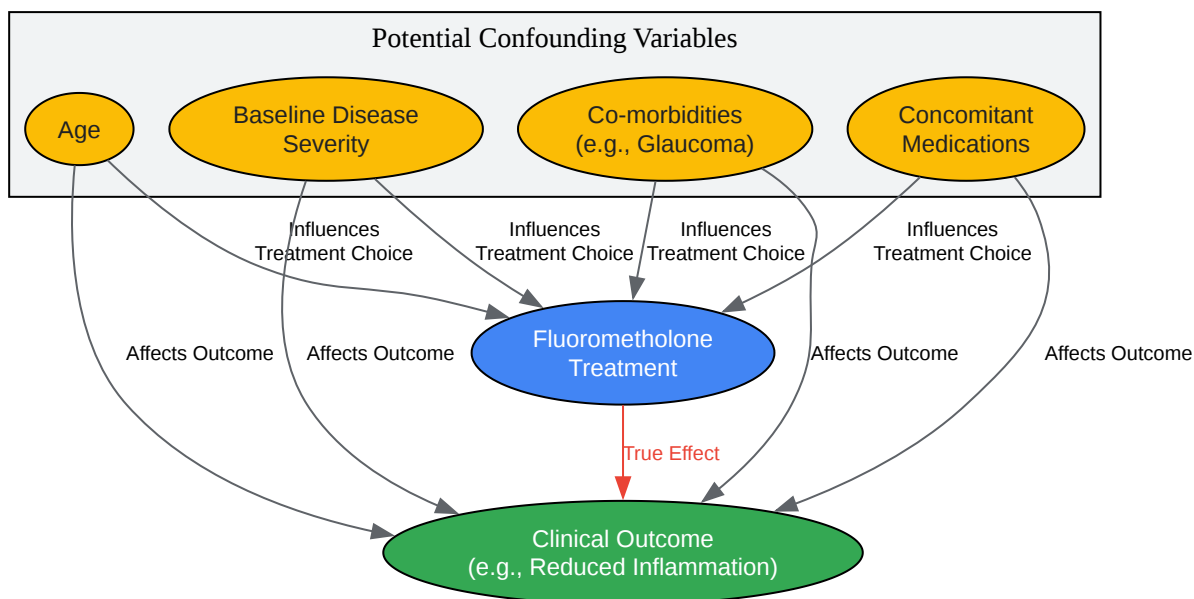 Potential Confounding Variables
Age
Baseline Disease
Severity
Co-morbidities
(e.g., Glaucoma)
Concomitant
Medications
Influences
Treatment Choice
Influences
Treatment Choice
Influences
Treatment Choice
Influences
Treatment Choice
Fluorometholone
Treatment
Affects Outcome
Affects Outcome
Affects Outcome
Affects Outcome
True Effect
Clinical Outcome
(e.g., Reduced Inflammation)